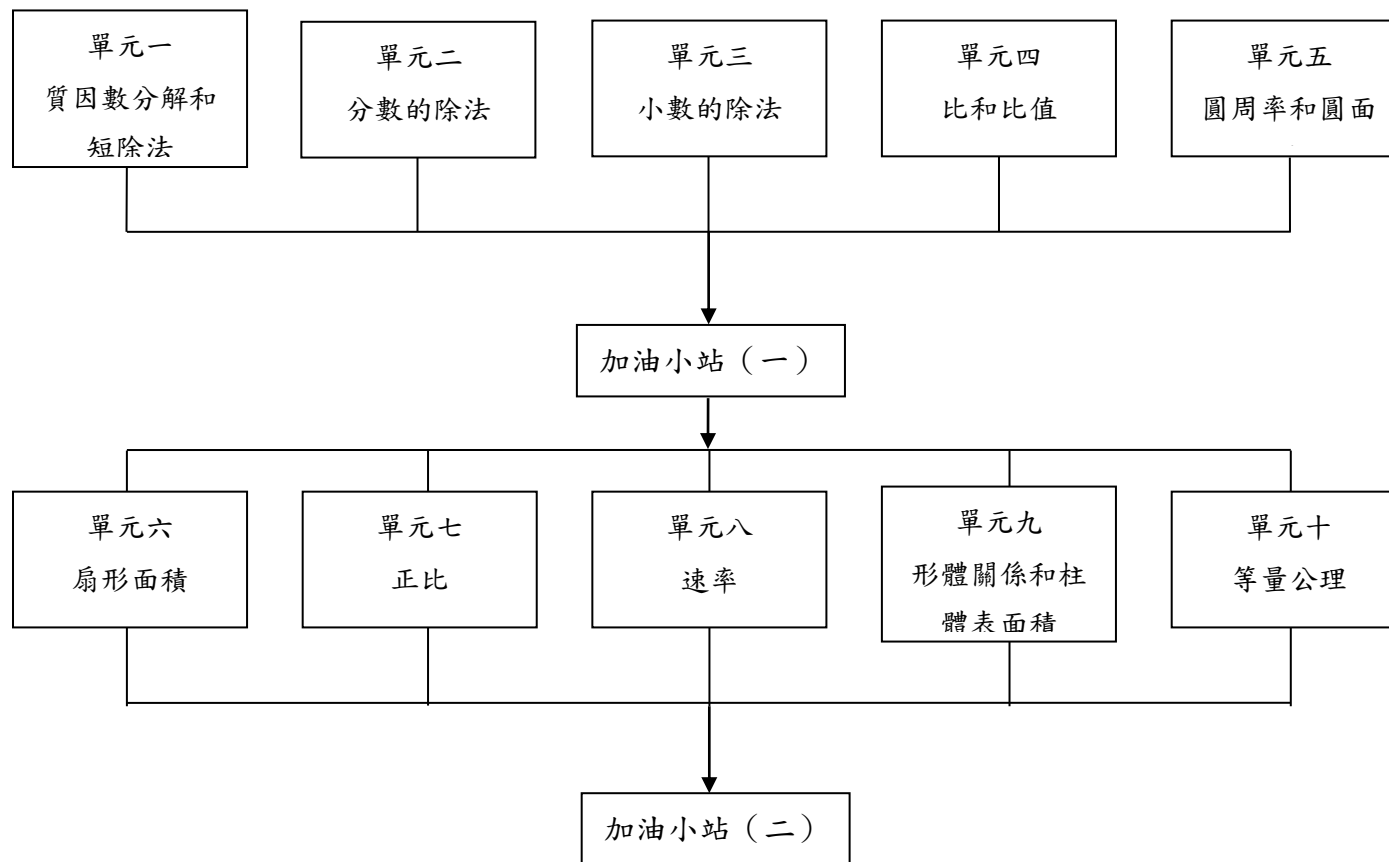 單元一
質因數分解和
短除法
單元二
分數的除法
單元三
小數的除法
單元四
比和比值
單元五
圓周率和圓面
加油小站（一）
單元六
扇形面積
單元七
正比
單元八
速率
單元九
形體關係和柱
體表面積
單元十
等量公理
加油小站（二）